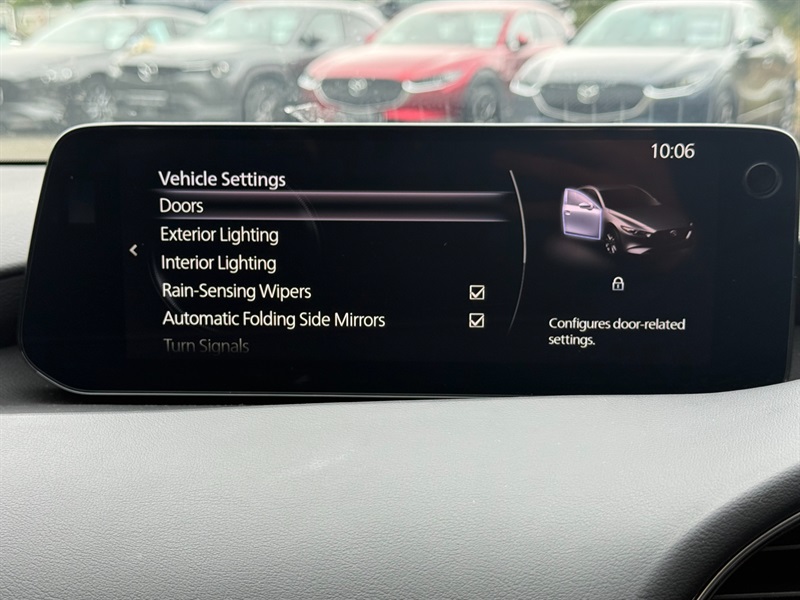 10:06
Vehicle Settings
Doors
Exterior Lighting
Interior Lighting
Rain-Sensing Wipers
Automatic Folding Side Mirrors
Turn Signals
Configures door-related
settings.